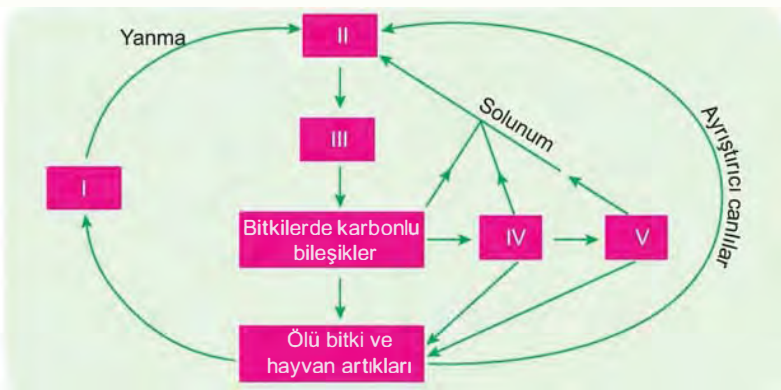 Yanma
II
Solunum
Ayrıştırıcı canlılar
III
I
Bitkilerde karbonlu
bileşikler
IV
V
Ölü bitki ve
hayvan artıkları